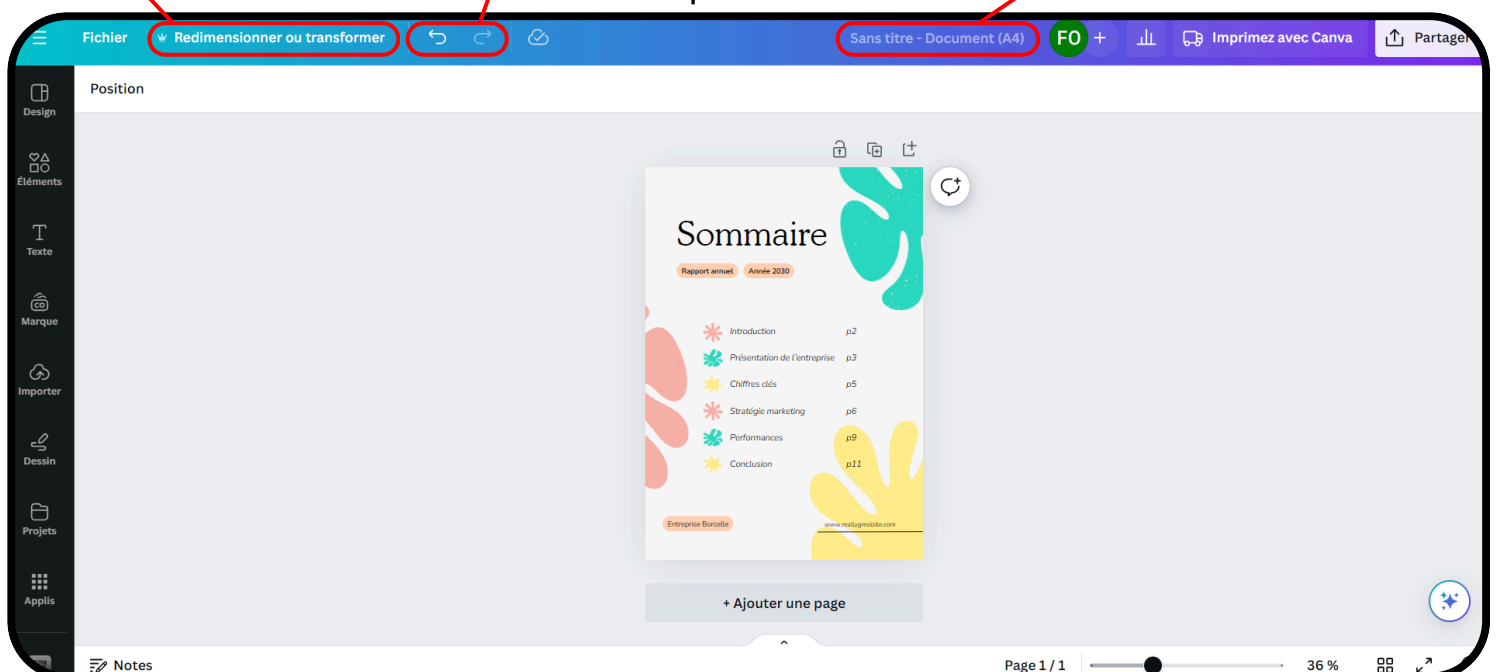 Fichier
Redimensionner ou transformer
Sans titre - Document (A4)
FO
Imprimez avec Canva
Partager
Position
Design
Éléments
Texte
Marque
Importer
Dessin
Projets
Applis
Sommaire
Rapport annuel
Année 2030
Introduction p2
Présentation de l'entreprise p3
Chiffres clés p5
Stratégie marketing p6
Performances p9
Conclusion p11
Entreprise Borcelle
www.reallygreatsite.com
+ Ajouter une page
Notes
Page 1 / 1
36 %